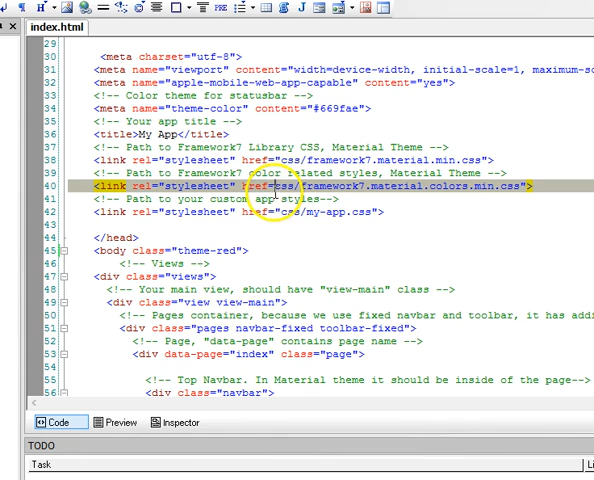 H
PRE
index.html
29
30 <meta charset="utf-8">
31 <meta name="viewport" content="width=device-width, initial-scale=1, maximum-s
32 <meta name="apple-mobile-web-app-capable" content="yes">
33 <!-- Color theme for statusbar -->
34 <meta name="theme-color" content="#669fae">
35 <!-- Your app title -->
36 <title>My App</title>
37 <!-- Path to Framework7 Library CSS, Material Theme -->
38 <link rel="stylesheet" href="css/framework7.material.min.css">
39 <!-- Path to Framework7 color related styles, Material Theme -->
40 <link rel="stylesheet" href=css/framework7.material.colors.min.css">
41 <!-- Path to your custom app styles-->
42 <link rel="stylesheet" href="css/my-app.css">
43
44 </head>
45 <body class="theme-red">
46 <!-- Views -->
47 <div class="views">
48 <!-- Your main view, should have "view-main" class -->
49 <div class="view view-main">
50 <!-- Pages container, because we use fixed navbar and toolbar, it has addi
51 <div class="pages navbar-fixed toolbar-fixed">
52 <!-- Page, "data-page" contains page name -->
53 <div data-page="index" class="page">
54
55 <!-- Top Navbar. In Material theme it should be inside of the page-->
56 <div class="navbar">
Code Preview Inspector
TODO
Task Li